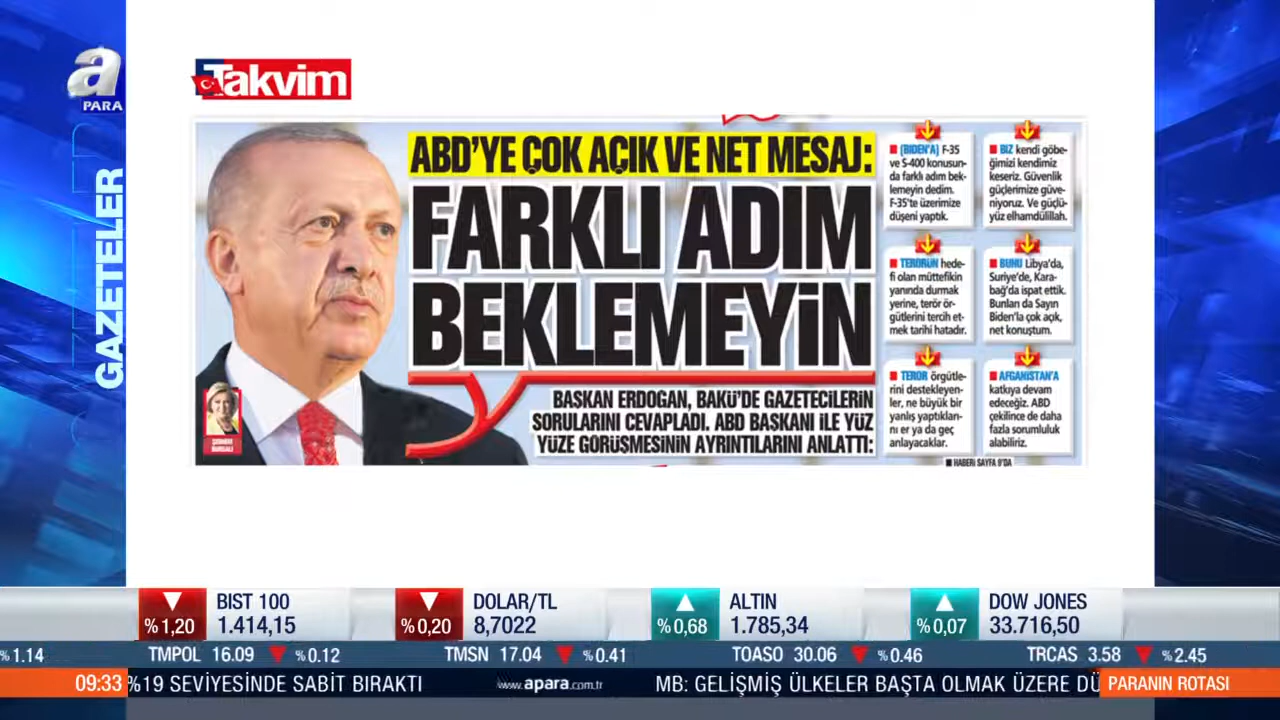 a
PARA
GAZETELER
Takvim
ABD'YE ÇOK AÇIK VE NET MESAJ:
FARKLI ADIM
BEKLEMEYİN
BAŞKAN ERDOĞAN, BAKÜ'DE GAZETECİLERİN
SORULARINI CEVAPLADI. ABD BAŞKANI İLE YÜZ
YÜZE GÖRÜŞMESİNİN AYRINTILARINI ANLATTI:
(BIDEN'A) F-35
ve S-400 konusun-
da farklı adım bek-
lemeyin dedim.
F-35'te üzerimize
düşeni yaptık.
BİZ kendi göbe-
ğimizi kendimiz
keseriz. Güvenlik
güçlerimize güve-
niyoruz. Ve güçlü-
yüz elhamdülillah.
TERÖRÜN hede-
fi olan müttefikin
yanında durmak
yerine, terör ör-
gütlerini tercih et-
mek tarihi hatadır.
BUNU Libya'da,
Suriye'de, Kara-
bağ'da ispat ettik.
Bunları da Sayın
Biden'la çok açık,
net konuştum.
TERÖR örgütle-
rini destekleyen-
ler, ne büyük bir
yanlış yaptıkları-
nı er ya da geç
anlayacaklar.
AFGANİSTAN'A
katkıya devam
edeceğiz. ABD
çekilince de daha
fazla sorumluluk
alabiliriz.
HABERİ SAYFA 9'DA
%1,20 BIST 100 1.414,15
%0,20 DOLAR/TL 8,7022
%0,68 ALTIN 1.785,34
%0,07 DOW JONES 33.716,50
%1.14 TMPOL 16.09 %0.12 TMSN 17.04 %0.41 TOASO 30.06 %0.46 TRCAS 3.58 %2.45
09:33 %19 SEVİYESİNDE SABİT BIRAKTI www.apara.com.tr MB: GELİŞMİŞ ÜLKELER BAŞTA OLMAK ÜZERE DÜ PARANIN ROTASI